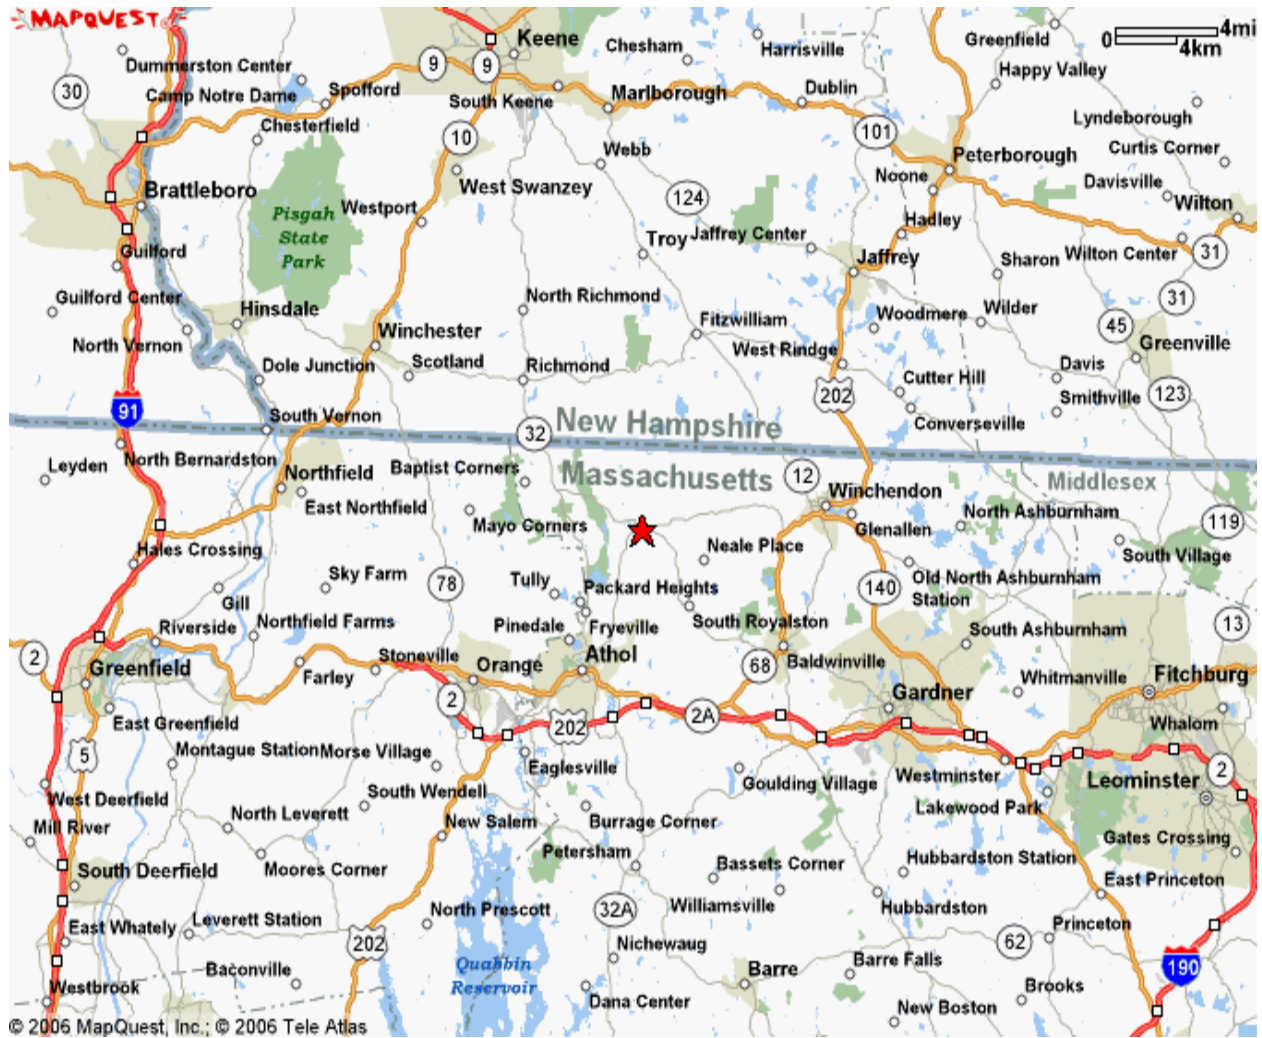 MAPQUEST
Keene
Chesham
Harrisville
Greenfield
0
4mi
4km
Dummerston Center
9
9
Happy Valley
30
Camp Notre Dame
Spofford
South Keene
Marlborough
Dublin
Lyndeborough
Chesterfield
10
101
Webb
Peterborough
Curtis Corner
Brattleboro
West Swanzey
124
Noone
Davisville
Wilton
Pisgah
State
Park
Westport
Troy
Jaffrey Center
Hadley
Guilford
Jaffrey
Sharon
Wilton Center
31
Guilford Center
Hinsdale
North Richmond
Fitzwilliam
Woodmere
Wilder
31
45
North Vernon
Winchester
West Rindge
Greenville
Dole Junction
Scotland
Richmond
Cutter Hill
Davis
202
Smithville
123
91
South Vernon
32
New Hampshire
Converseville
Leyden
North Bernardston
Northfield
Baptist Corners
Massachusetts
12
Winchendon
Middlesex
East Northfield
Mayo Corners
Glenallen
North Ashburnham
119
Hales Crossing
Neale Place
South Village
Sky Farm
78
Tully
Packard Heights
140
Old North Ashburnham
Station
Gill
Riverside
Northfield Farms
Pinedale
Fryeville
South Royalston
South Ashburnham
13
2
Greenfield
Farley
Stoneville
Orange
Athol
68
Baldwinville
Whitmanville
Fitchburg
2
Gardner
East Greenfield
202
2A
Whalom
5
Montague Station
Morse Village
Eaglesville
Goulding Village
Westminster
Leominster
2
West Deerfield
South Wendell
Lakewood Park
Mill River
North Leverett
New Salem
Burrage Corner
Gates Crossing
South Deerfield
Moores Corner
Petersham
Bassets Corner
Hubbardston Station
East Princeton
East Whately
Leverett Station
North Prescott
32A
Williamsville
Hubbardston
Princeton
202
Nichewaug
62
Baconville
Quabbin
Reservoir
Barre
Barre Falls
190
Westbrook
Dana Center
New Boston
Brooks
© 2006 MapQuest, Inc.; © 2006 Tele Atlas